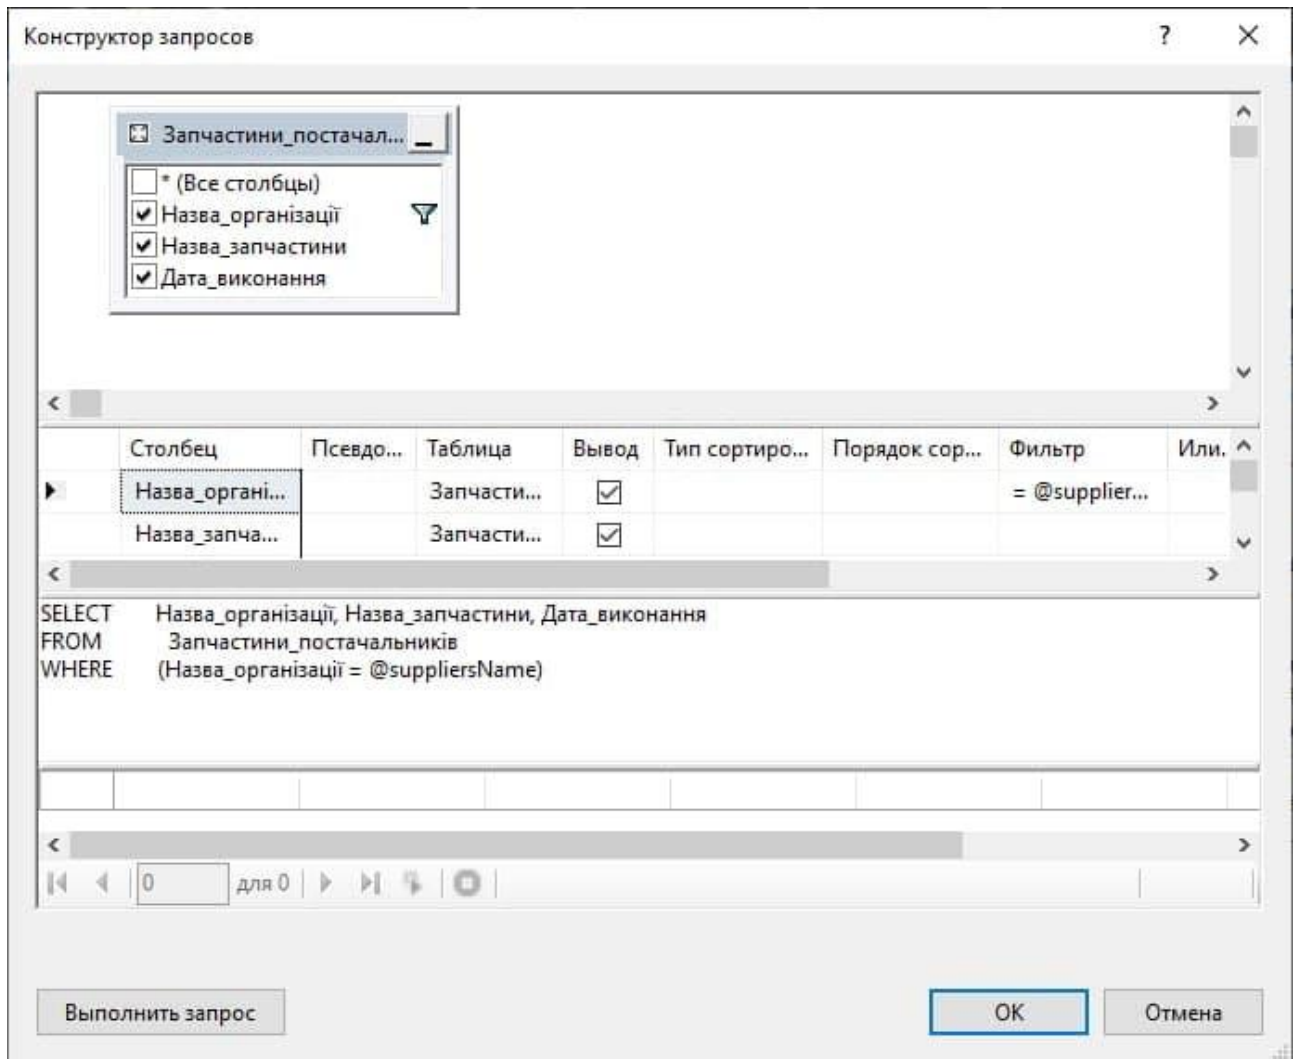 Конструктор запросов ?
Запчастини_постачал...
* (Все столбцы)
Назва_організації
Назва_запчастини
Дата_виконання
Столбец Псевдо... Таблица Вывод Тип сортиро... Порядок сор... Фильтр Или.
Назва_органі... Запчасти... = @supplier...
Назва_запча... Запчасти...
SELECT Назва_організації, Назва_запчастини, Дата_виконання
FROM Запчастини_постачальників
WHERE (Назва_організації = @suppliersName)
0 для 0
Выполнить запрос OK Отмена